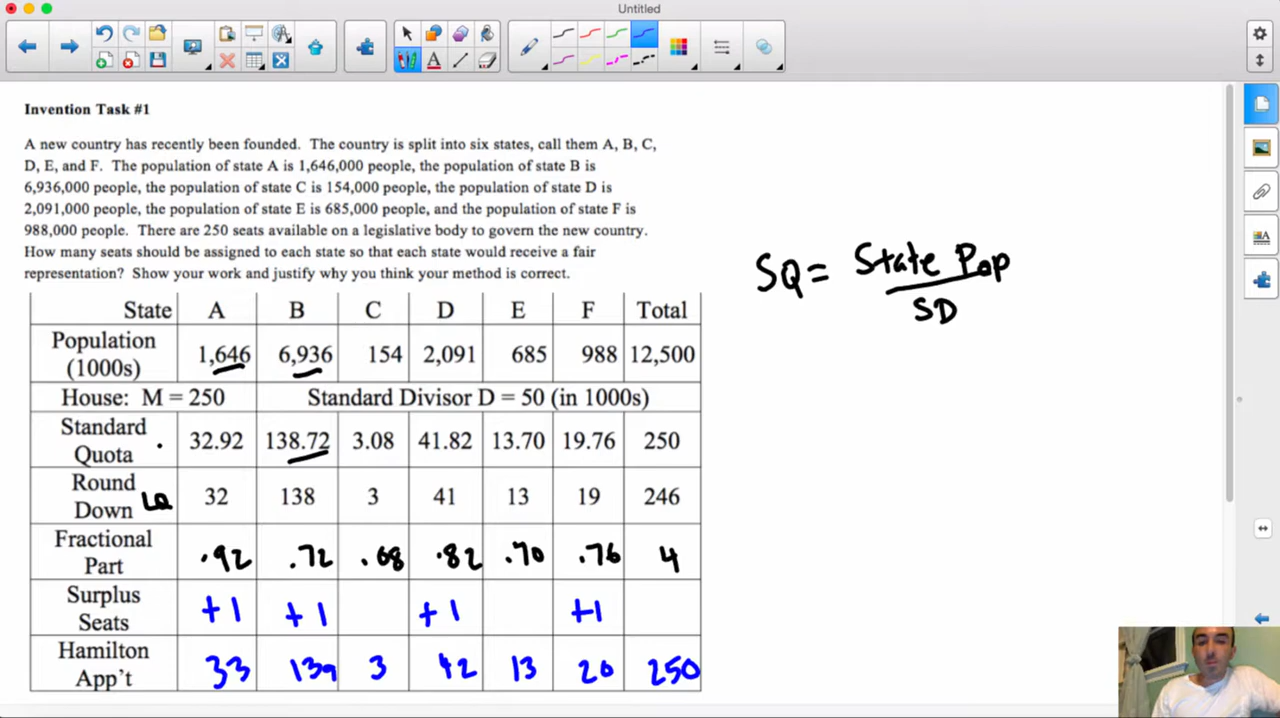 Untitled
Invention Task #1
A new country has recently been founded. The country is split into six states, call them A, B, C,
D, E, and F. The population of state A is 1,646,000 people, the population of state B is
6,936,000 people, the population of state C is 154,000 people, the population of state D is
2,091,000 people, the population of state E is 685,000 people, and the population of state F is
988,000 people. There are 250 seats available on a legislative body to govern the new country.
How many seats should be assigned to each state so that each state would receive a fair
representation? Show your work and justify why you think your method is correct.
SQ = State Pop
SD
State A B C D E F Total
Population (1000s) 1,646 6,936 154 2,091 685 988 12,500
House: M = 250 Standard Divisor D = 50 (in 1000s)
Standard Quota 32.92 138.72 3.08 41.82 13.70 19.76 250
Round Down LQ 32 138 3 41 13 19 246
Fractional Part .92 .72 .08 .82 .70 .76 4
Surplus Seats +1 +1 +1 +1
Hamilton App't 33 139 3 42 13 20 250